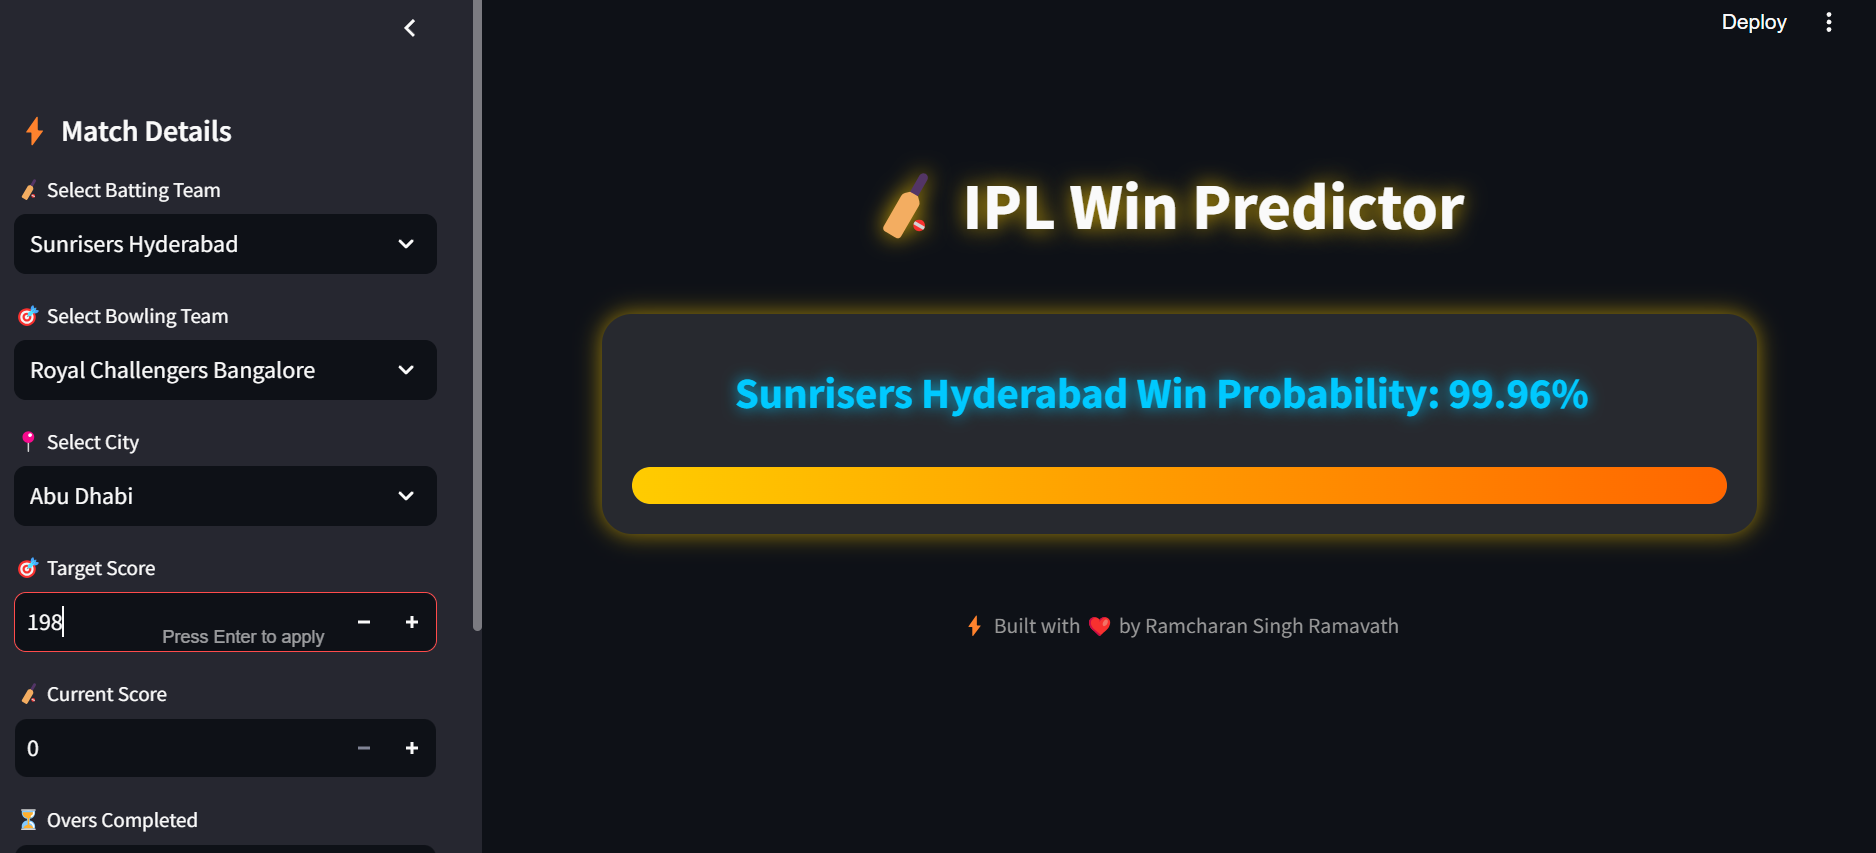 Deploy
Match Details
Select Batting Team
Sunrisers Hyderabad
Select Bowling Team
Royal Challengers Bangalore
Select City
Abu Dhabi
Target Score
198
Press Enter to apply
Current Score
0
Overs Completed
IPL Win Predictor
Sunrisers Hyderabad Win Probability: 99.96%
Built with ❤️ by Ramcharan Singh Ramavath